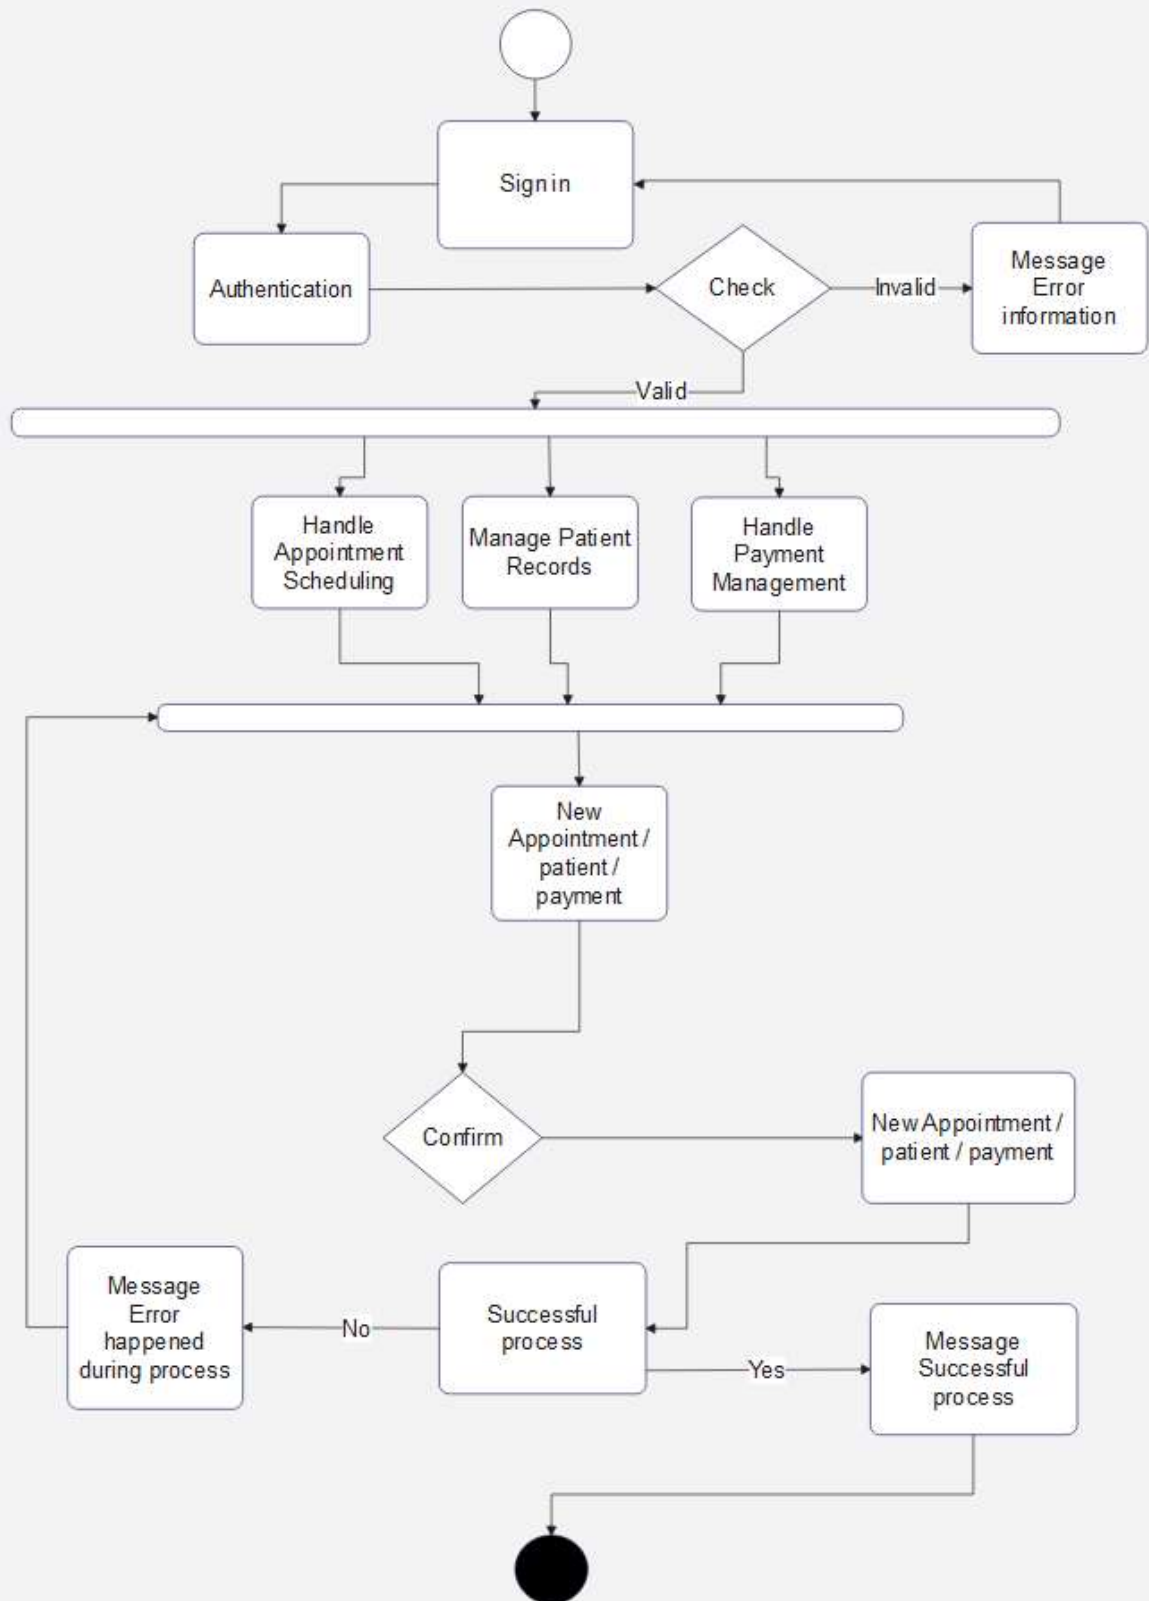 Sign in
Authentication
Check
Invalid
Message
Error
information
Valid
Handle
Appointment
Scheduling
Manage Patient
Records
Handle
Payment
Management
New
Appointment /
patient /
payment
Confirm
New Appointment /
patient / payment
Message
Error
happened
during process
No
Successful
process
Yes
Message
Successful
process